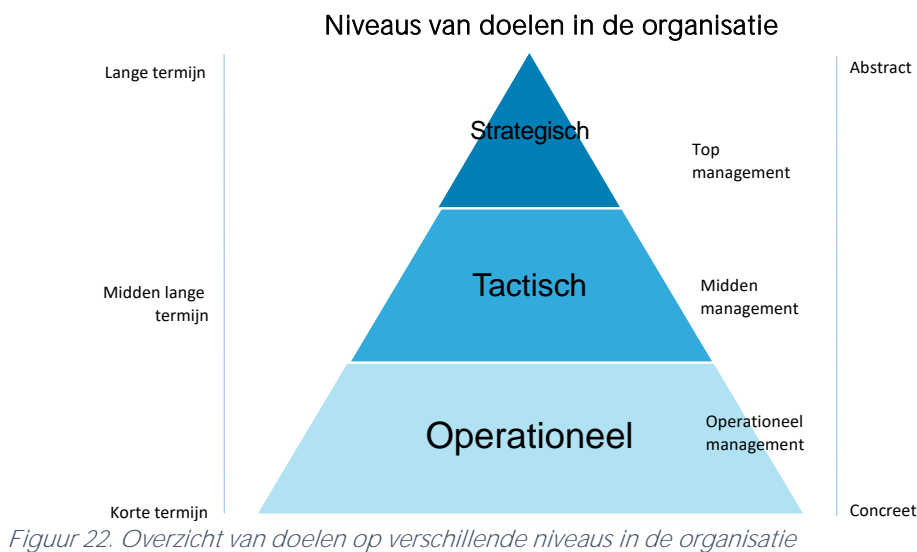 Niveaus van doelen in de organisatie
Lange termijn
Abstract
Strategisch
Top
management
Midden lange
termijn
Tactisch
Midden
management
Operationeel
Operationeel
management
Korte termijn
Concreet
Figuur 22. Overzicht van doelen op verschillende niveaus in de organisatie